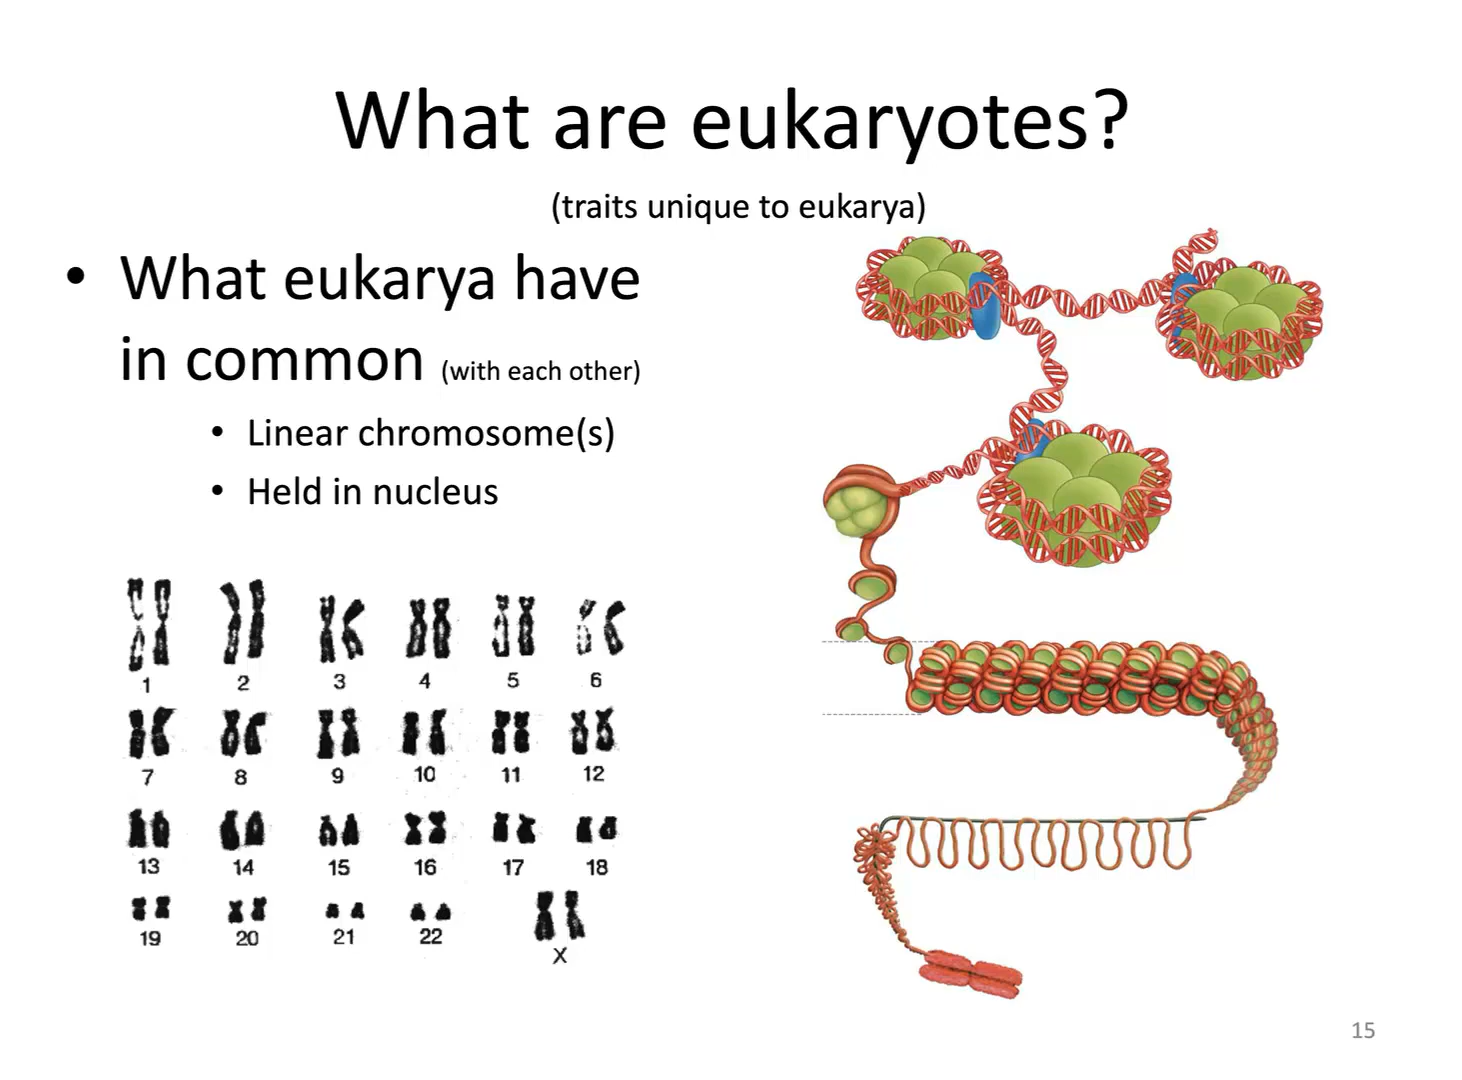 What are eukaryotes?
(traits unique to eukarya)
• What eukarya have
in common (with each other)
• Linear chromosome(s)
• Held in nucleus
1 2 3 4 5 6
7 8 9 10 11 12
13 14 15 16 17 18
19 20 21 22 X
15